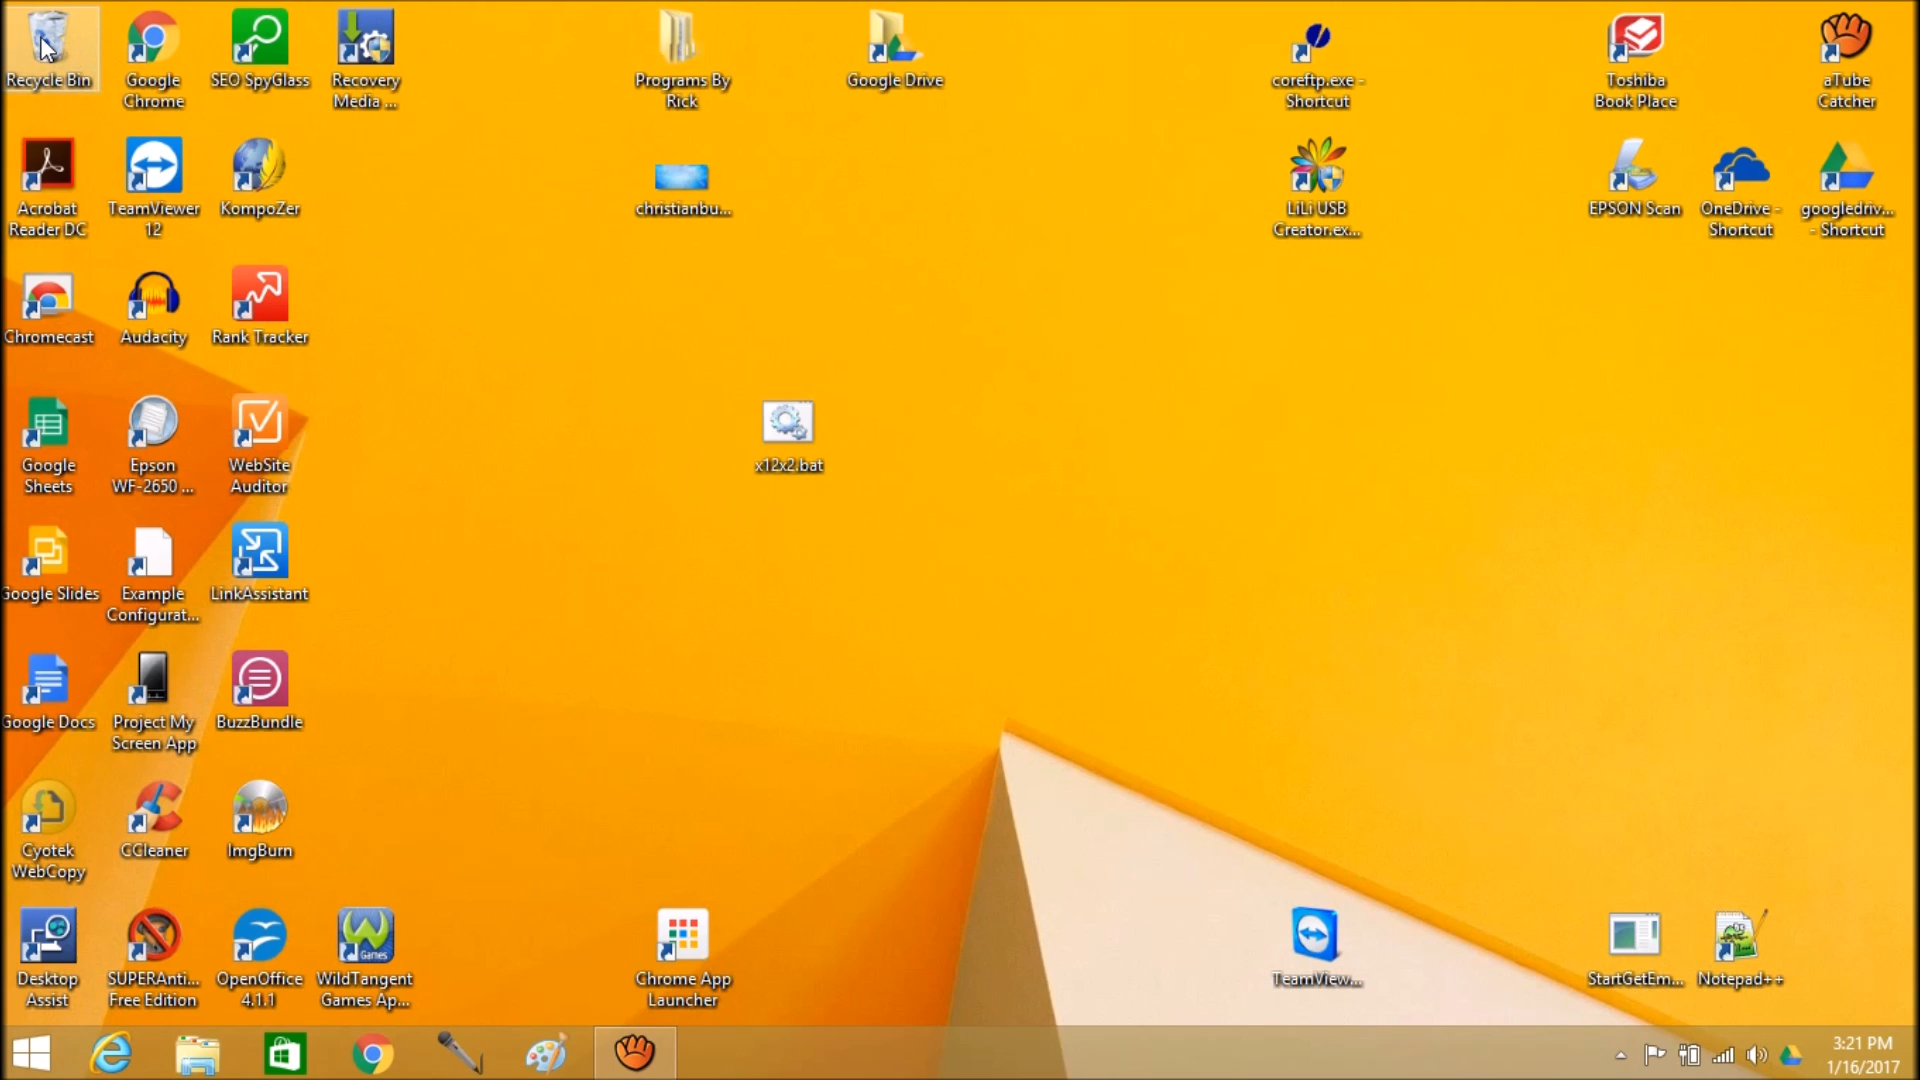 Recycle Bin
Google
Chrome
SEO SpyGlass
Recovery
Media ...
Programs By
Rick
Google Drive
coreftp.exe -
Shortcut
Toshiba
Book Place
aTube
Catcher
Acrobat
Reader DC
TeamViewer
12
KompoZer
christianbu...
LiLi USB
Creator.ex...
EPSON Scan
OneDrive -
Shortcut
googledriv...
- Shortcut
Chromecast
Audacity
Rank Tracker
Google
Sheets
Epson
WF-2650 ...
WebSite
Auditor
x12x2.bat
Google Slides
Example
Configurat...
LinkAssistant
Google Docs
Project My
Screen App
BuzzBundle
Cyotek
WebCopy
CCleaner
ImgBurn
Games
Desktop
Assist
SUPERAnti...
Free Edition
OpenOffice
4.1.1
WildTangent
Games Ap...
Chrome App
Launcher
TeamView...
StartGetEm...
Notepad++
3:21 PM
1/16/2017